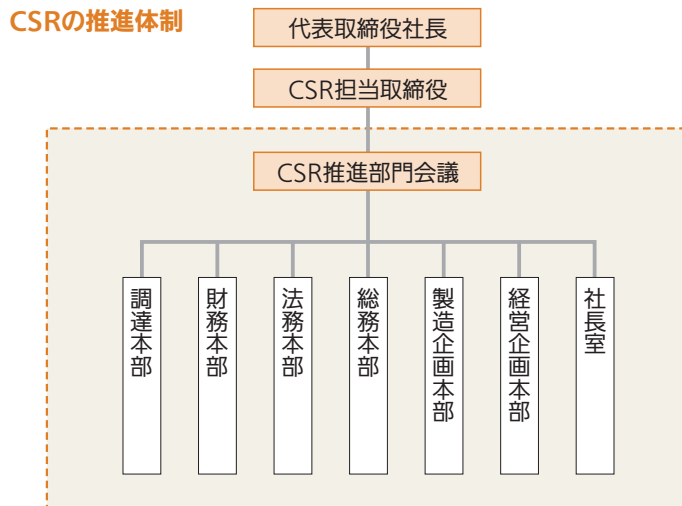 CSRの推進体制
代表取締役社長
CSR担当取締役
CSR推進部門会議
調達本部
財務本部
法務本部
総務本部
製造企画本部
経営企画本部
社長室